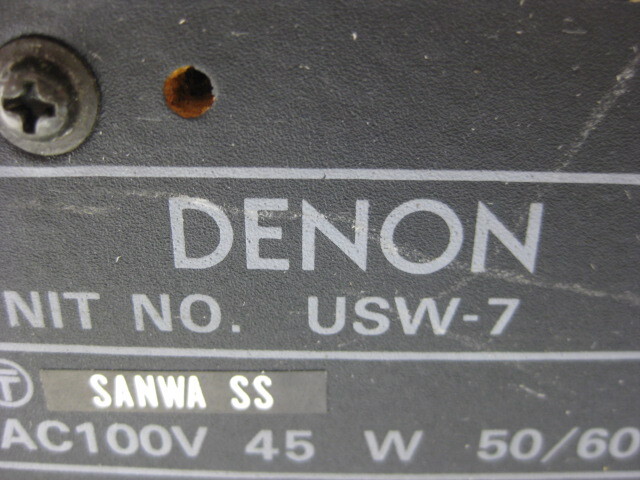 DENON
NIT NO. USW-7
T SANWA SS
AC100V 45 W 50/60